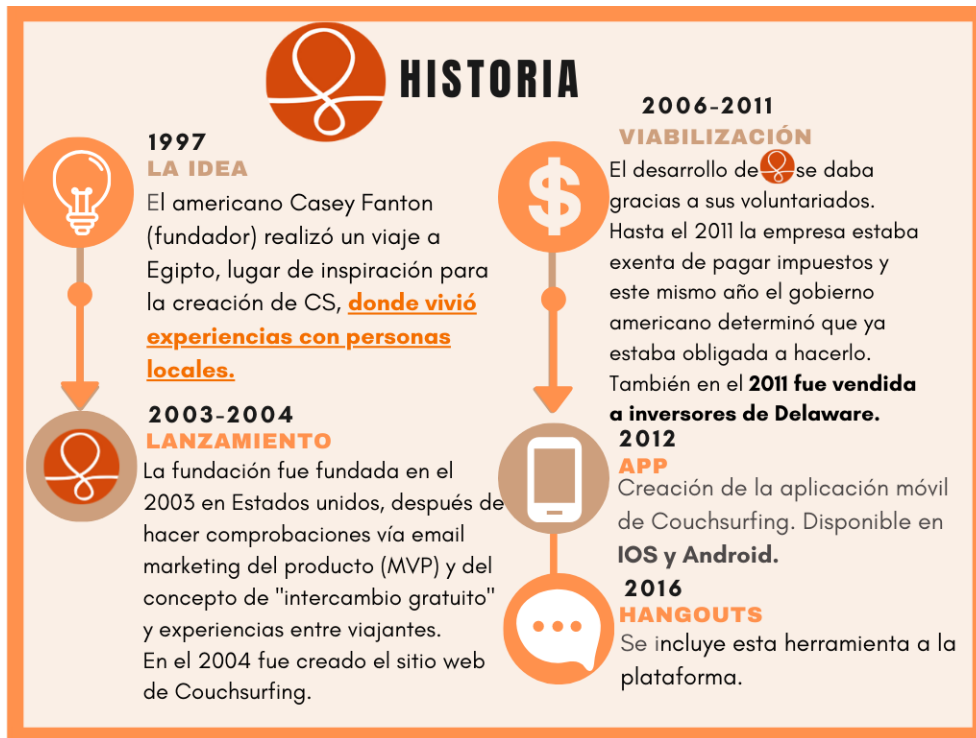 HISTORIA
1997
LA IDEA
El americano Casey Fanton
(fundador) realizó un viaje a
Egipto, lugar de inspiración para
la creación de CS, donde vivió
experiencias con personas
locales.
2003-2004
LANZAMIENTO
La fundación fue fundada en el
2003 en Estados unidos, después de
hacer comprobaciones vía email
marketing del producto (MVP) y del
concepto de "intercambio gratuito"
y experiencias entre viajantes.
En el 2004 fue creado el sitio web
de Couchsurfing.
2006-2011
VIABILIZACIÓN
El desarrollo de se daba
gracias a sus voluntariados.
Hasta el 2011 la empresa estaba
exenta de pagar impuestos y
este mismo año el gobierno
americano determinó que ya
estaba obligada a hacerlo.
También en el 2011 fue vendida
a inversores de Delaware.
2012
APP
Creación de la aplicación móvil
de Couchsurfing. Disponible en
IOS y Android.
2016
HANGOUTS
Se incluye esta herramienta a la
plataforma.